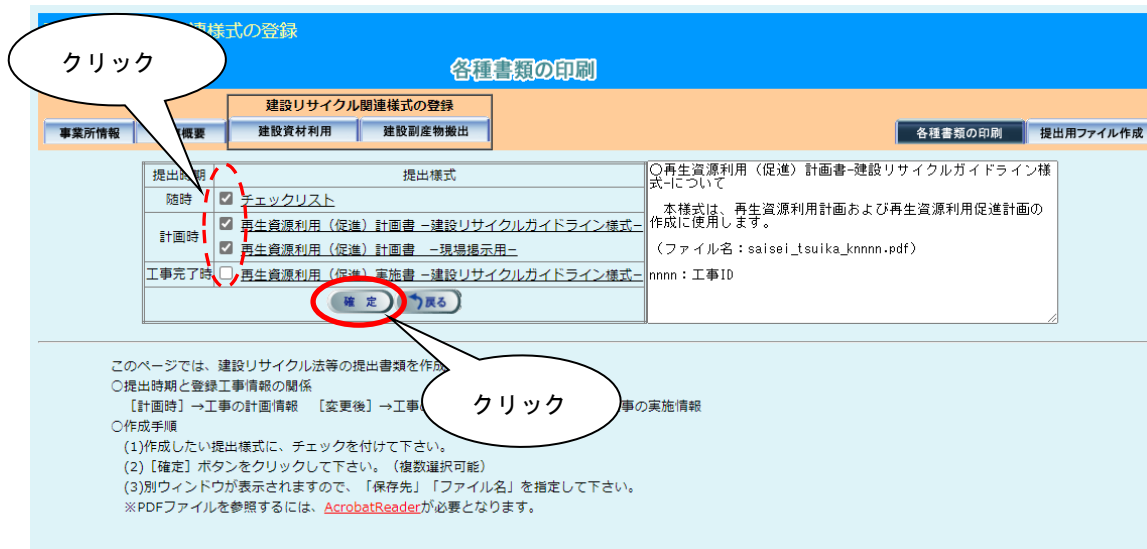 連様式の登録
クリック
各種書類の印刷
建設リサイクル関連様式の登録
事業所情報 概要 建設資材利用 建設副産物搬出 各種書類の印刷 提出用ファイル作成
提出時期 提出様式
随時 チェックリスト
計画時 再生資源利用（促進）計画書 －建設リサイクルガイドライン様式－
再生資源利用（促進）計画書 －現場掲示用－
工事完了時 再生資源利用（促進）実施書 －建設リサイクルガイドライン様式－
確 定 戻る
○再生資源利用（促進）計画書-建設リサイクルガイドライン様
式-について
本様式は、再生資源利用計画および再生資源利用促進計画の
作成に使用します。
（ファイル名：saisei_tsuika_knnnn.pdf）
nnnn：工事ID
クリック
このページでは、建設リサイクル法等の提出書類を作成
○提出時期と登録工事情報の関係
［計画時］→工事の計画情報 ［変更後］→工事の 事の実施情報
○作成手順
(1)作成したい提出様式に、チェックを付けて下さい。
(2)［確定］ボタンをクリックして下さい。（複数選択可能）
(3)別ウィンドウが表示されますので、「保存先」「ファイル名」を指定して下さい。
※PDFファイルを参照するには、AcrobatReaderが必要となります。